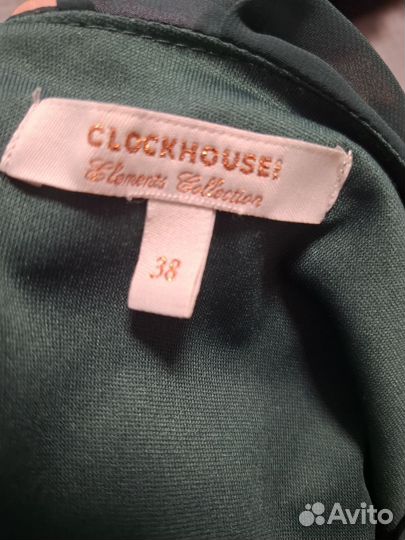 CLOCKHOUSE!
Elements Collection
38
Avito